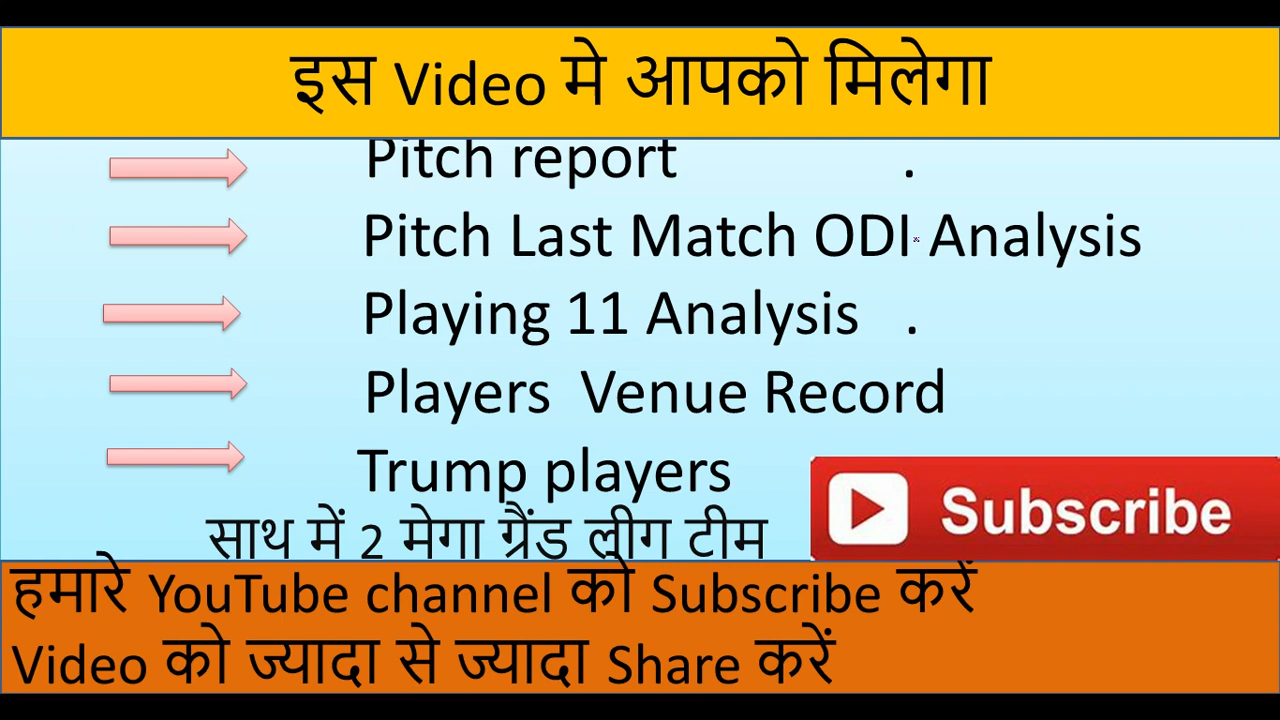 इस Video मे आपको मिलेगा
Pitch report .
Pitch Last Match ODI Analysis
Playing 11 Analysis .
Players Venue Record
Trump players
साथ में 2 मेगा ग्रैंड लीग टीम
Subscribe
हमारे YouTube channel को Subscribe करें
Video को ज्यादा से ज्यादा Share करें